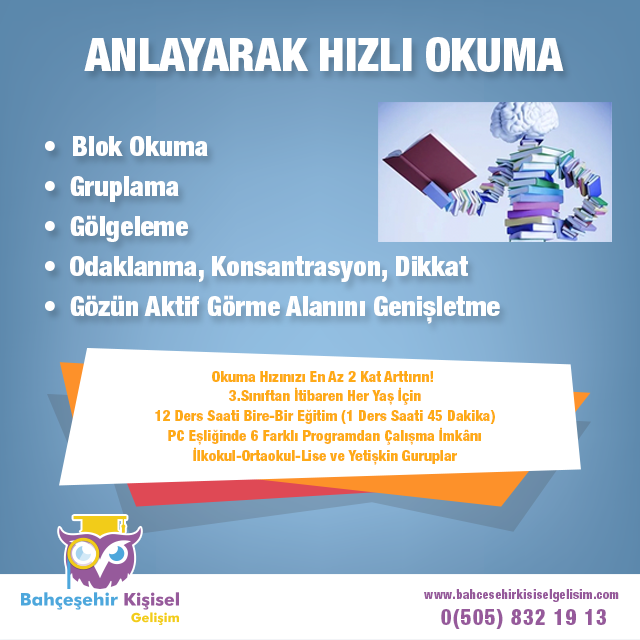 ANLAYARAK HIZLI OKUMA
• Blok Okuma
• Gruplama
• Gölgeleme
• Odaklanma, Konsantrasyon, Dikkat
• Gözün Aktif Görme Alanını Genişletme
Okuma Hızınızı En Az 2 Kat Arttırın!
3.Sınıftan İtibaren Her Yaş İçin
12 Ders Saati Bire-Bir Eğitim (1 Ders Saati 45 Dakika)
PC Eşliğinde 6 Farklı Programdan Çalışma İmkânı
İlkokul-Ortaokul-Lise ve Yetişkin Guruplar
Bahçeşehir Kişisel
Gelişim
www.bahcesehirkisiselgelisim.com
0(505) 832 19 13